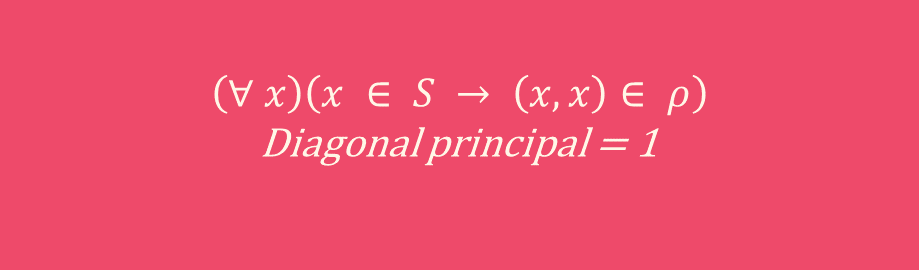 (∀ x)(x ∈ S → (x, x) ∈ ρ)
Diagonal principal = 1